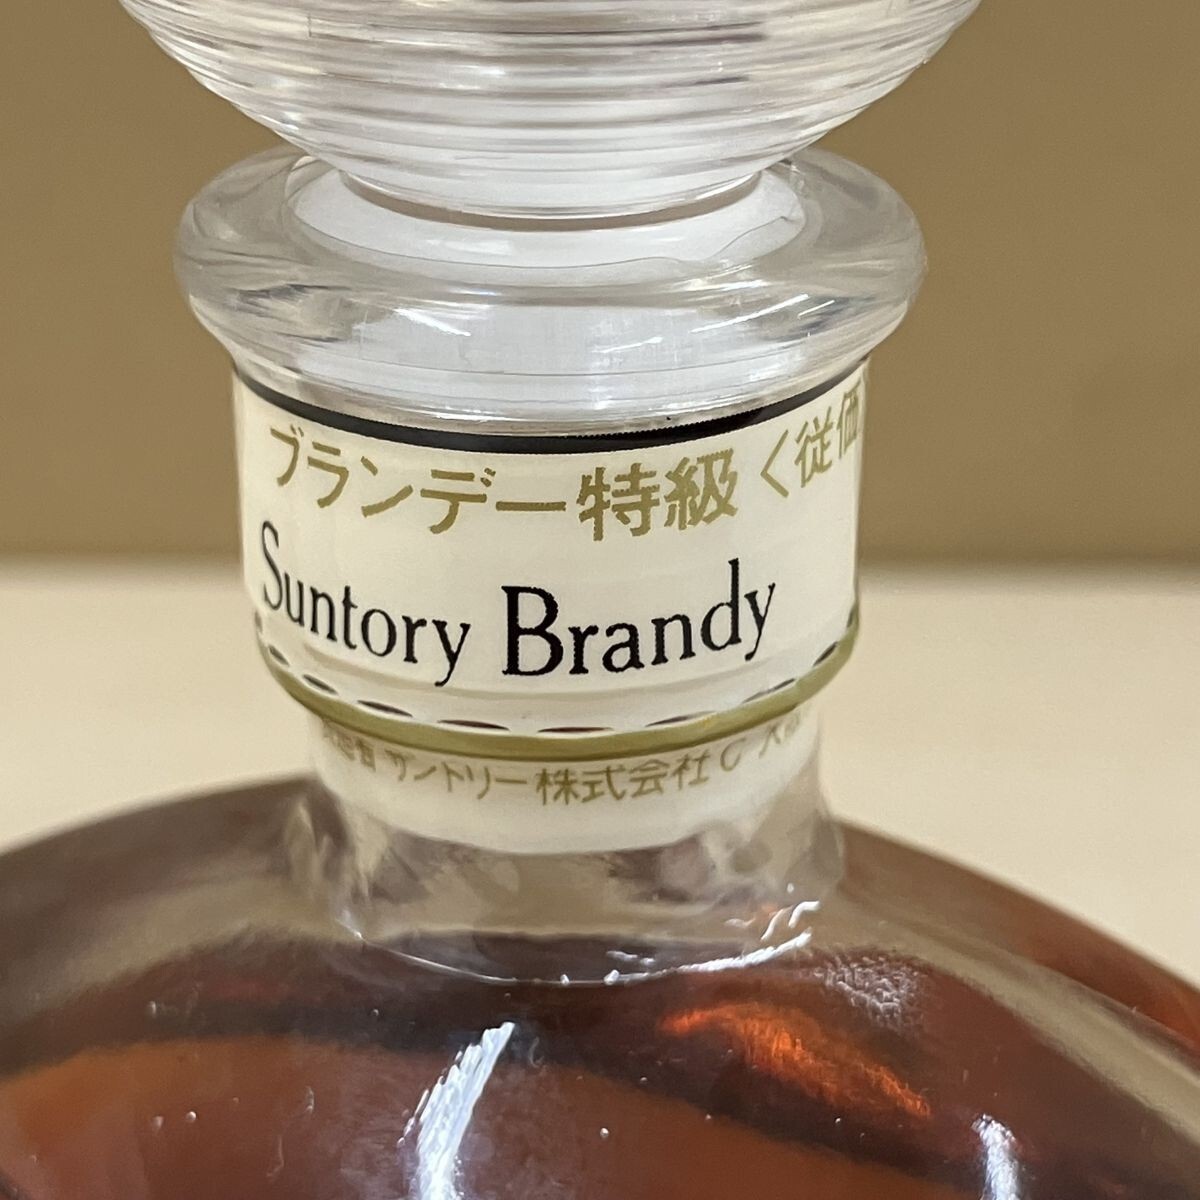 ブランデー特級〈従価
Suntory Brandy
サントリー株式会社